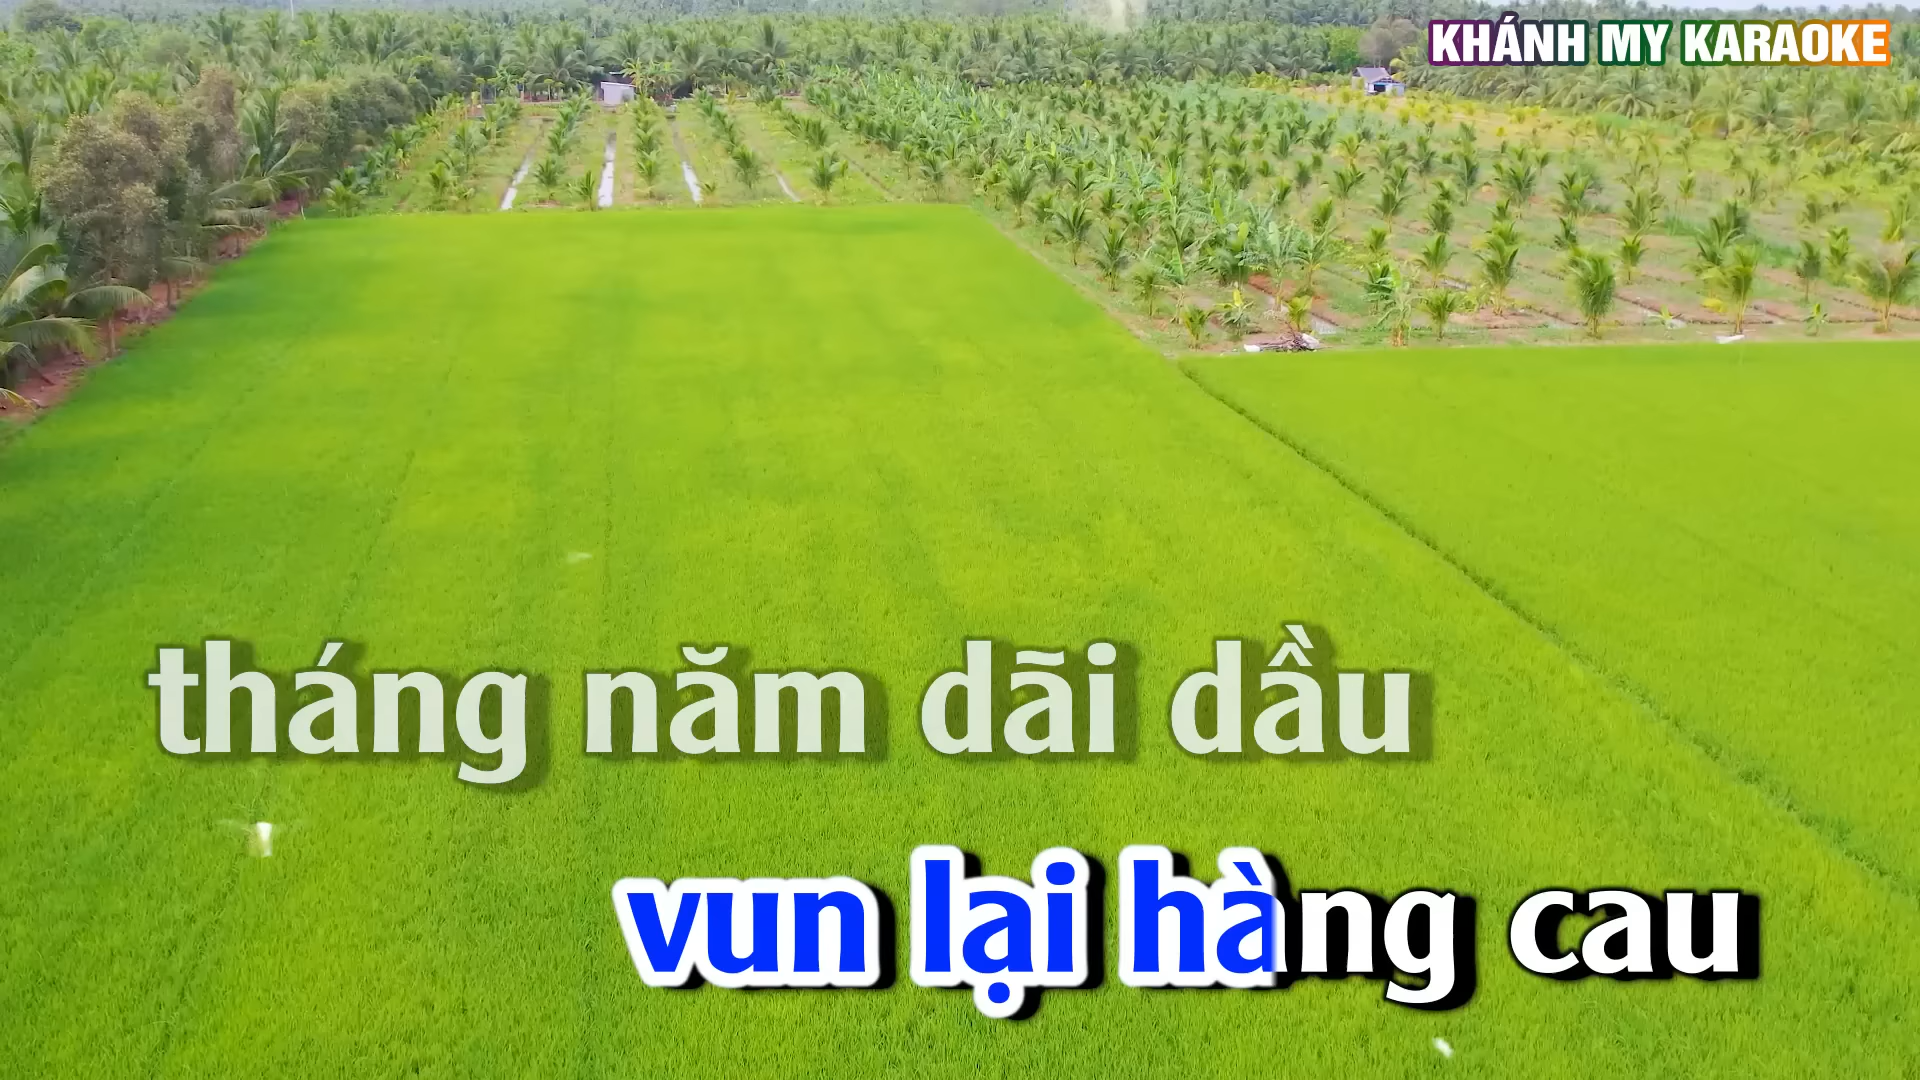 KHÁNH MY KARAOKE
tháng năm dãi dầu
vun lại hàng cau